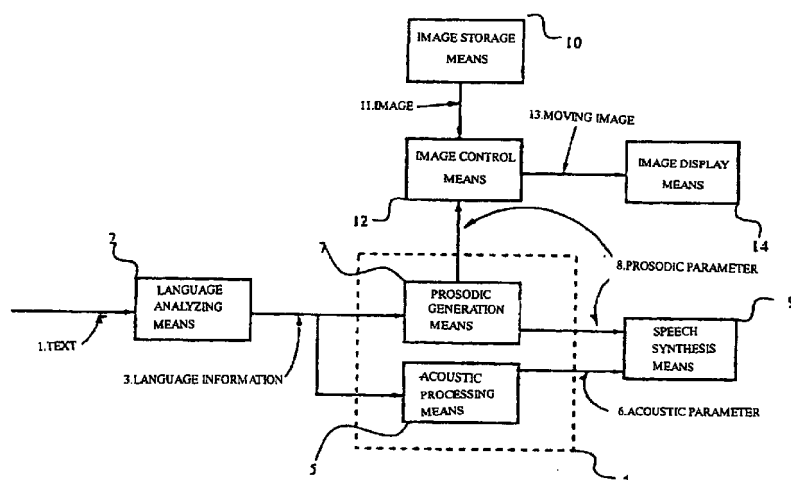 IMAGE STORAGE
MEANS
10
11.IMAGE
13.MOVING IMAGE
IMAGE CONTROL
MEANS
IMAGE DISPLAY
MEANS
12
14
2
7
8.PROSODIC PARAMETER
LANGUAGE
ANALYZING
MEANS
PROSODIC GENERATION
MEANS
9
SPEECH
SYNTHESIS
MEANS
1.TEXT
3.LANGUAGE INFORMATION
ACOUSTIC
PROCESSING
MEANS
6.ACOUSTIC PARAMETER
5